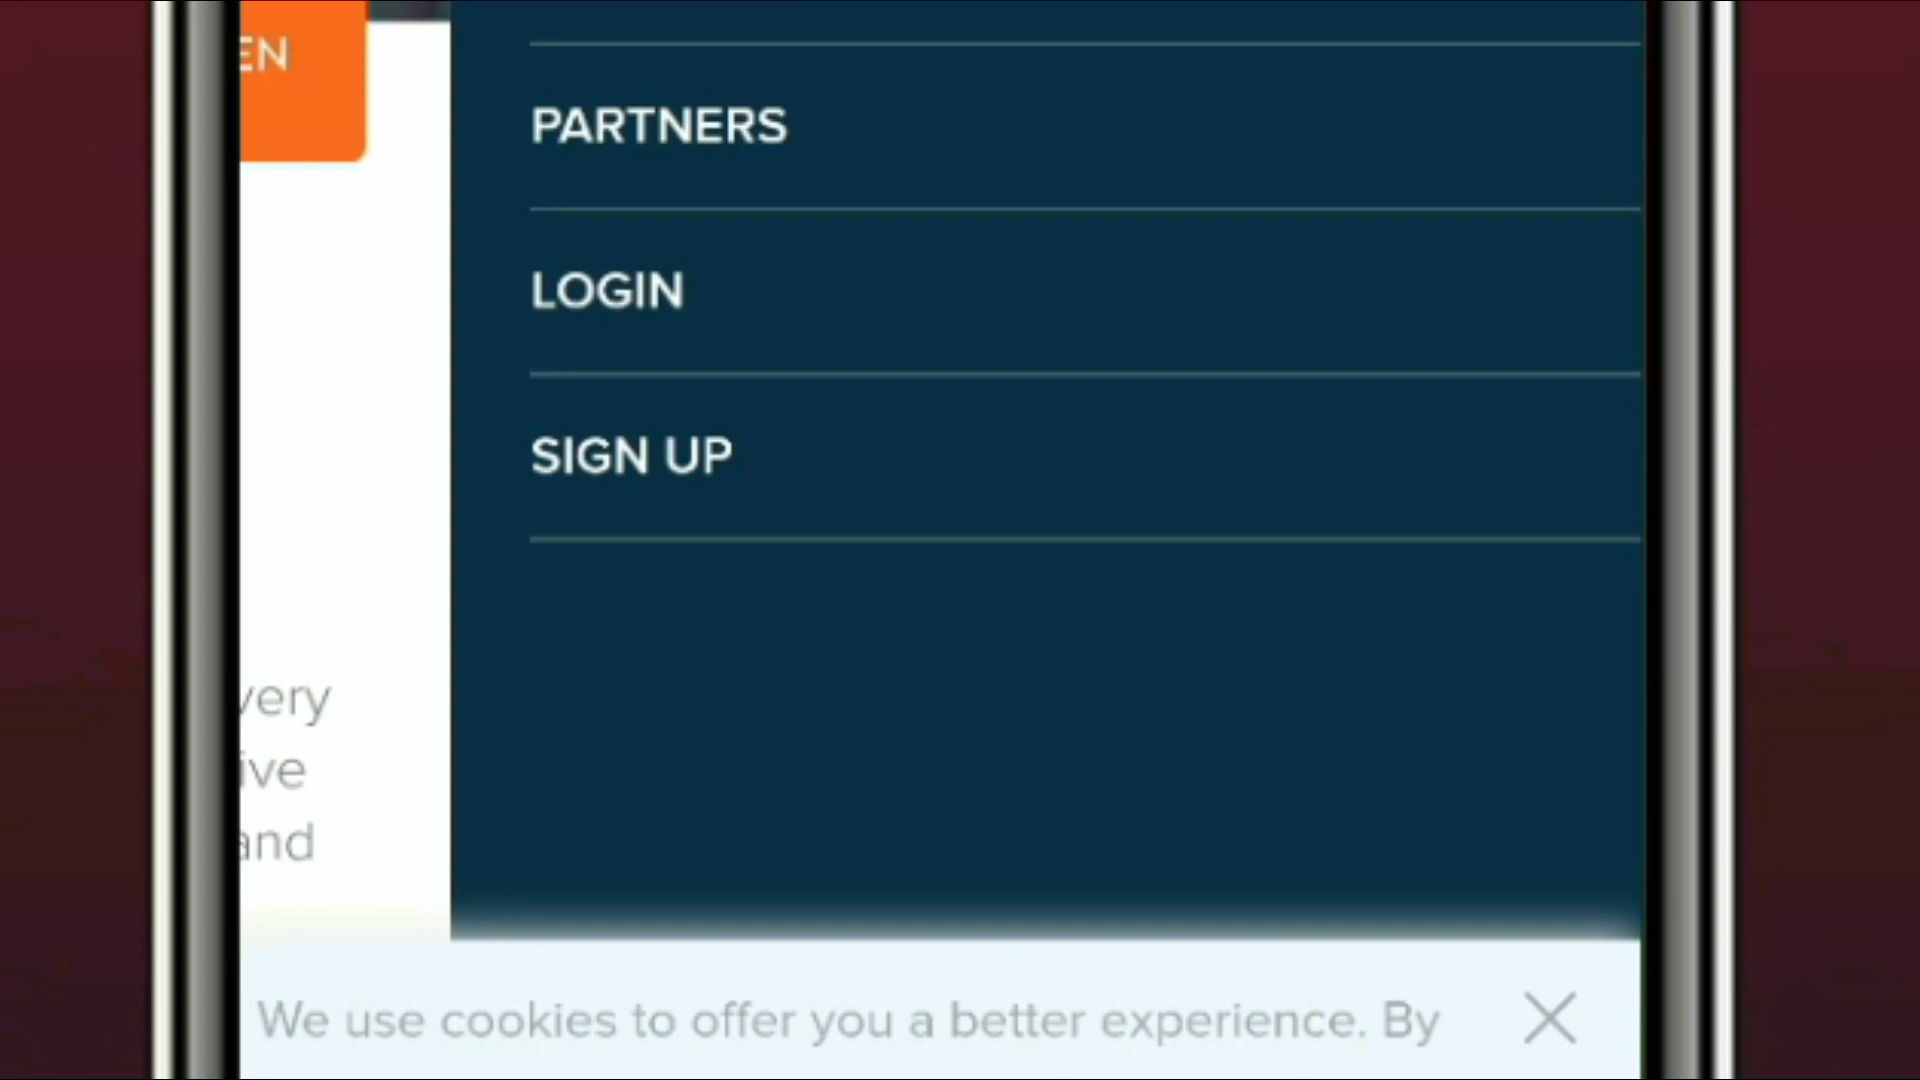 EN
PARTNERS
LOGIN
SIGN UP
very
ive
and
We use cookies to offer you a better experience. By